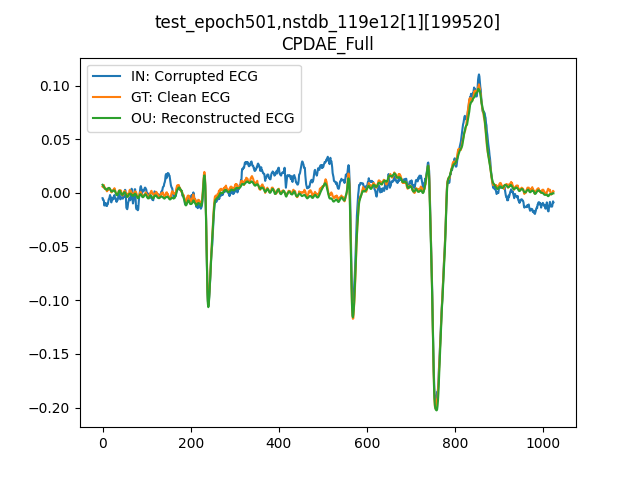 test_epoch501,nstdb_119e12[1][199520]
CPDAE_Full
IN: Corrupted ECG
GT: Clean ECG
OU: Reconstructed ECG
0.10
0.05
0.00
−0.05
−0.10
−0.15
−0.20
0 200 400 600 800 1000